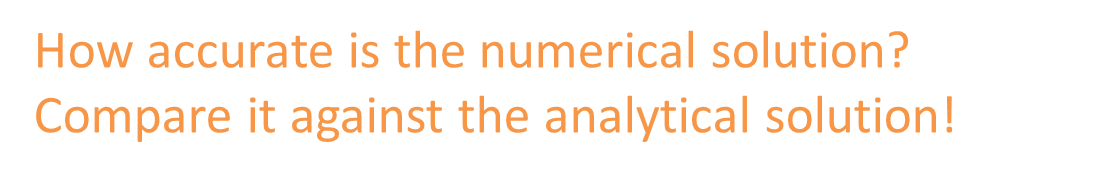 How accurate is the numerical solution?
Compare it against the analytical solution!